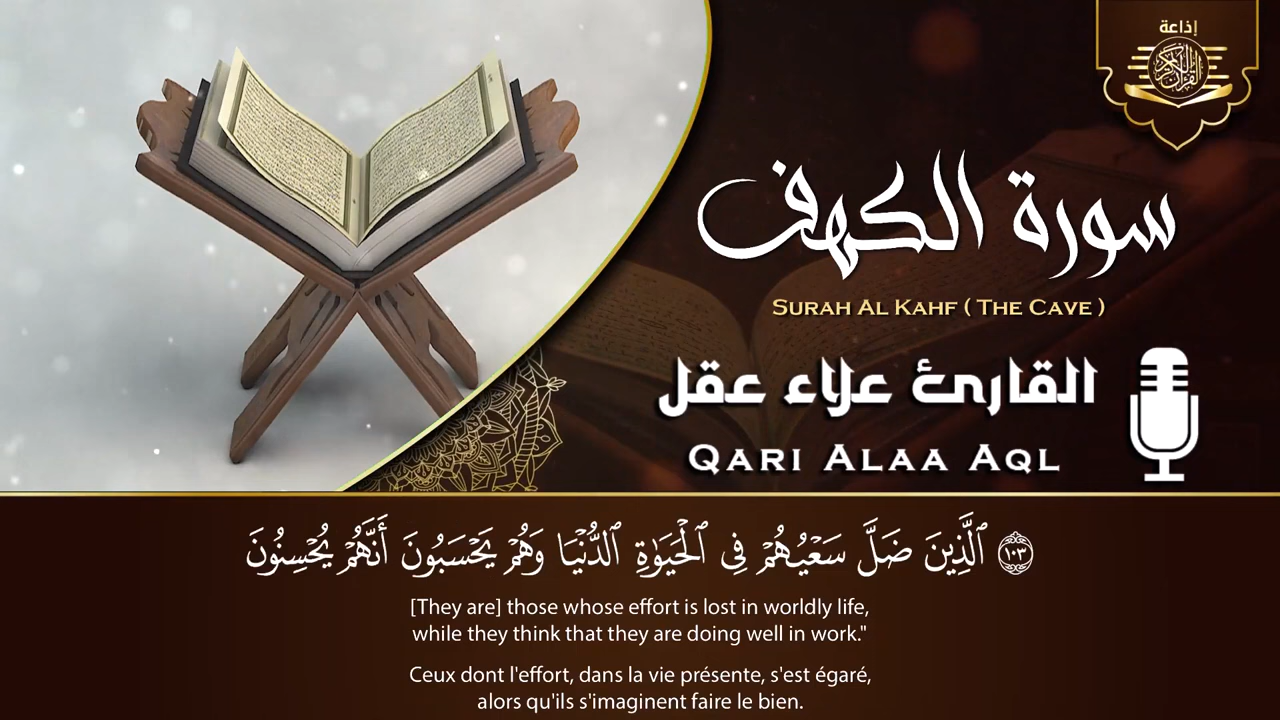 إذاعة
القرآن الكريم
سورة الكهف
SURAH AL KAHF ( THE CAVE )
القارئ علاء عقل
QARI ALAA AQL
۝١٠٣ ٱلَّذِينَ ضَلَّ سَعْيُهُمْ فِى ٱلْحَيَوٰةِ ٱلدُّنْيَا وَهُمْ يَحْسَبُونَ أَنَّهُمْ يُحْسِنُونَ
[They are] those whose effort is lost in worldly life,
while they think that they are doing well in work."
Ceux dont l'effort, dans la vie présente, s'est égaré,
alors qu'ils s'imaginent faire le bien.